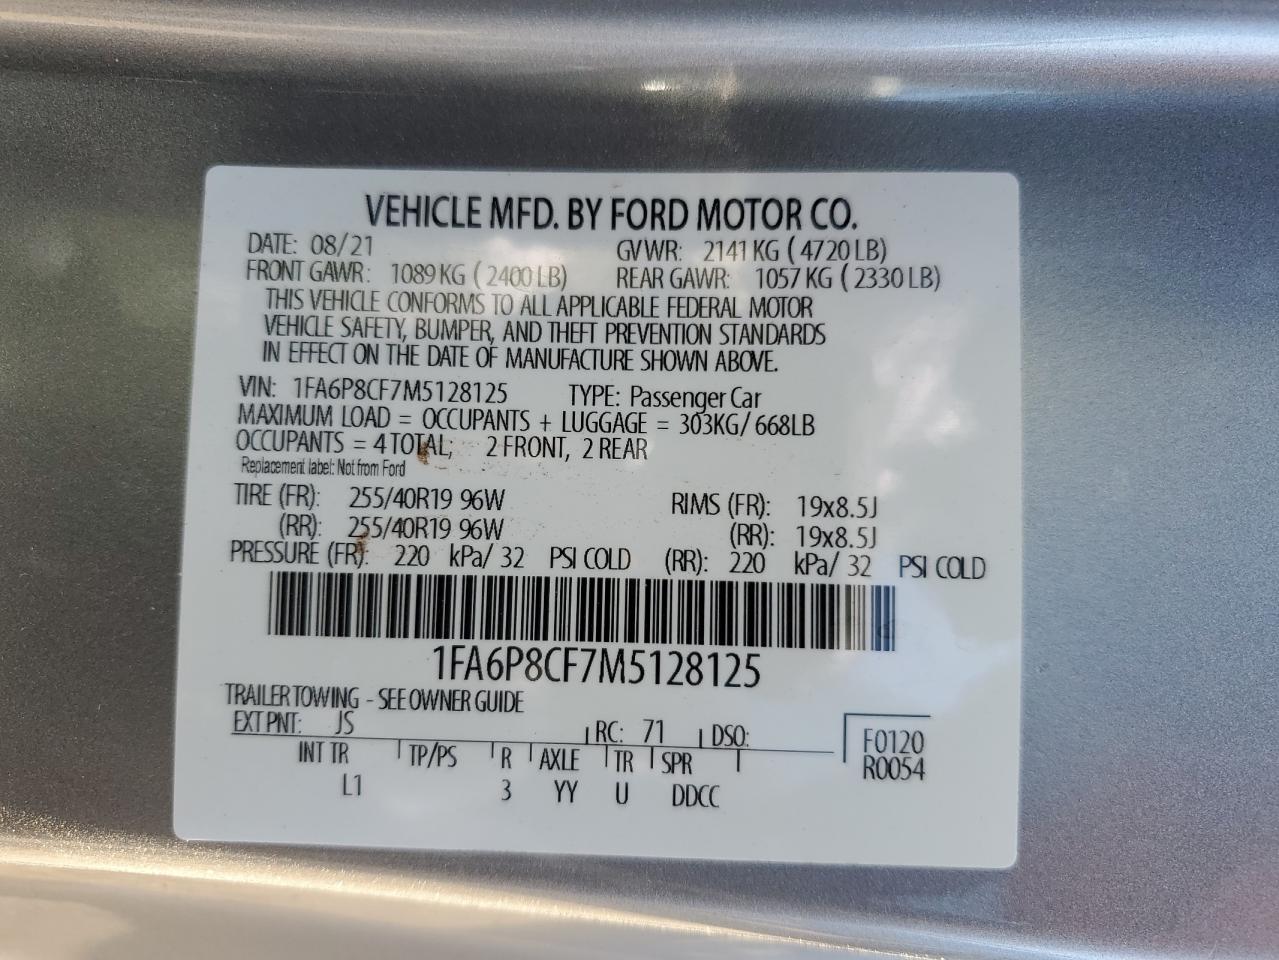 VEHICLE MFD. BY FORD MOTOR CO.
DATE: 08/21 GVWR: 2141 KG ( 4720 LB)
FRONT GAWR: 1089 KG ( 2400 LB) REAR GAWR: 1057 KG ( 2330 LB)
THIS VEHICLE CONFORMS TO ALL APPLICABLE FEDERAL MOTOR
VEHICLE SAFETY, BUMPER, AND THEFT PREVENTION STANDARDS
IN EFFECT ON THE DATE OF MANUFACTURE SHOWN ABOVE.
VIN: 1FA6P8CF7M5128125 TYPE: Passenger Car
MAXIMUM LOAD = OCCUPANTS + LUGGAGE = 303KG/ 668LB
OCCUPANTS = 4 TOTAL; 2 FRONT, 2 REAR
Replacement label: Not from Ford
TIRE (FR): 255/40R19 96W RIMS (FR): 19x8.5J
(RR): 255/40R19 96W (RR): 19x8.5J
PRESSURE (FR): 220 kPa/ 32 PSI COLD (RR): 220 kPa/ 32 PSI COLD
1FA6P8CF7M5128125
TRAILER TOWING - SEE OWNER GUIDE
EXT PNT: JS RC: 71 DSO:
INT TR TP/PS R AXLE TR SPR
L1 3 YY U DDCC
F0120
R0054